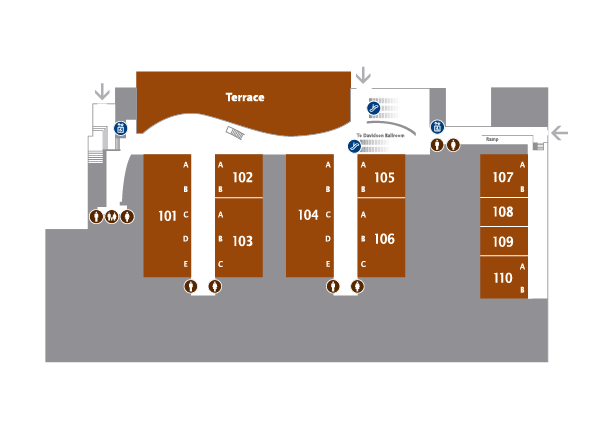 Terrace
To Davidson Ballroom
Ramp
101
A
B
C
D
E
102
A
B
103
A
B
C
104
A
B
C
D
E
105
A
B
106
A
B
C
107
A
B
108
109
110
A
B